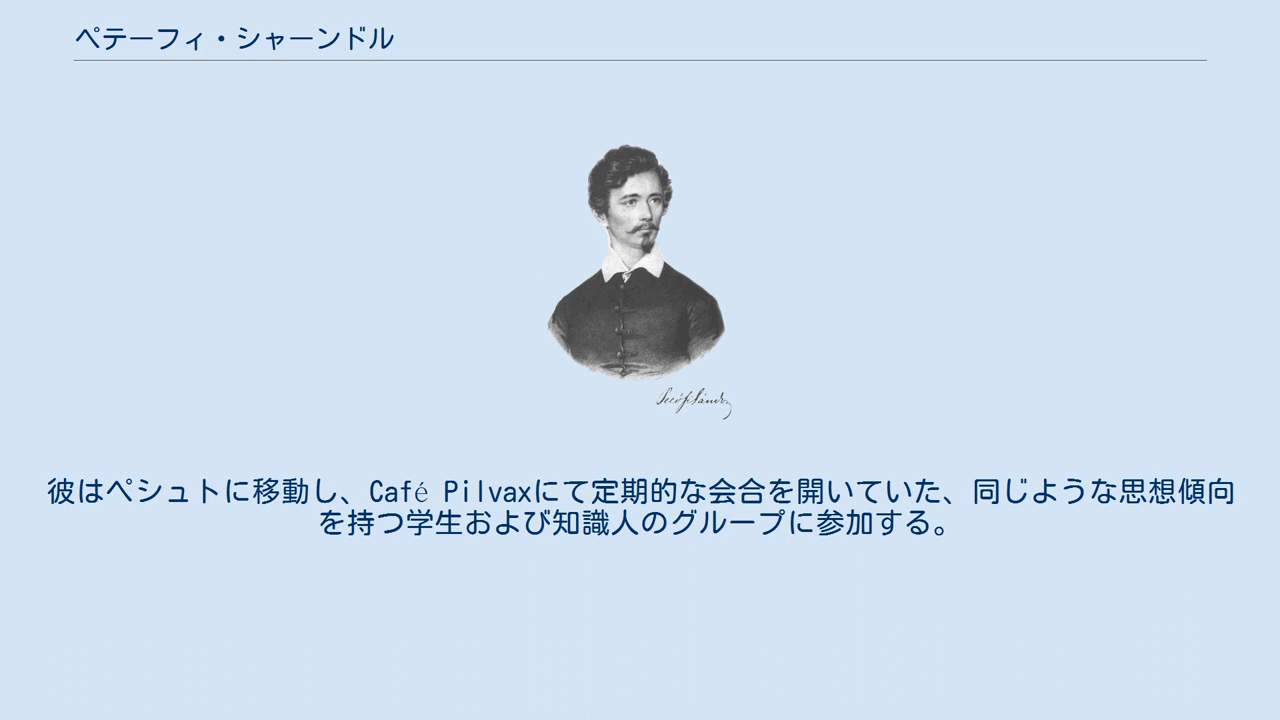 ペテーフィ・シャーンドル
Petőfi Sándor
彼はペシュトに移動し、Café Pilvaxにて定期的な会合を開いていた、同じような思想傾向
を持つ学生および知識人のグループに参加する。